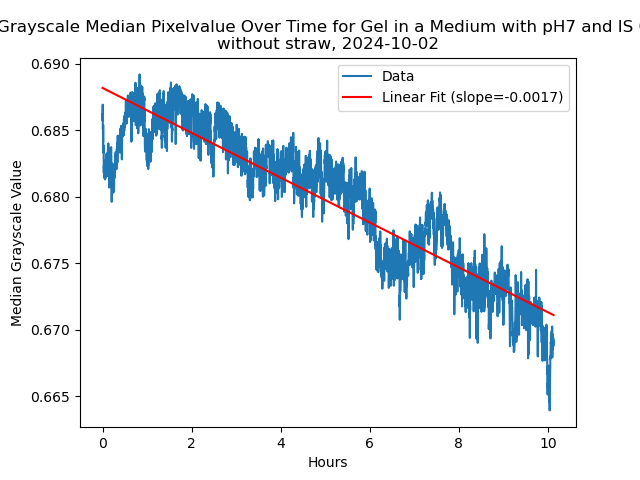 Grayscale Median Pixelvalue Over Time for Gel in a Medium with pH7 and IS
without straw, 2024-10-02
0.690
0.685
0.680
0.675
0.670
0.665
Median Grayscale Value
Data
Linear Fit (slope=-0.0017)
0 2 4 6 8 10
Hours